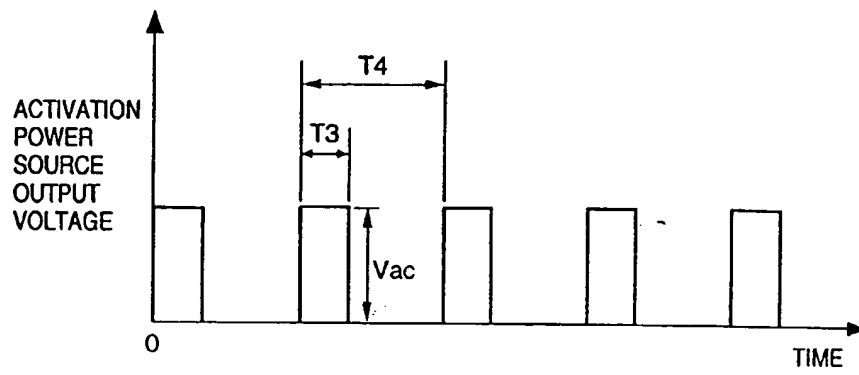 T4
ACTIVATION
POWER
SOURCE
OUTPUT
VOLTAGE
T3
Vac
0
TIME